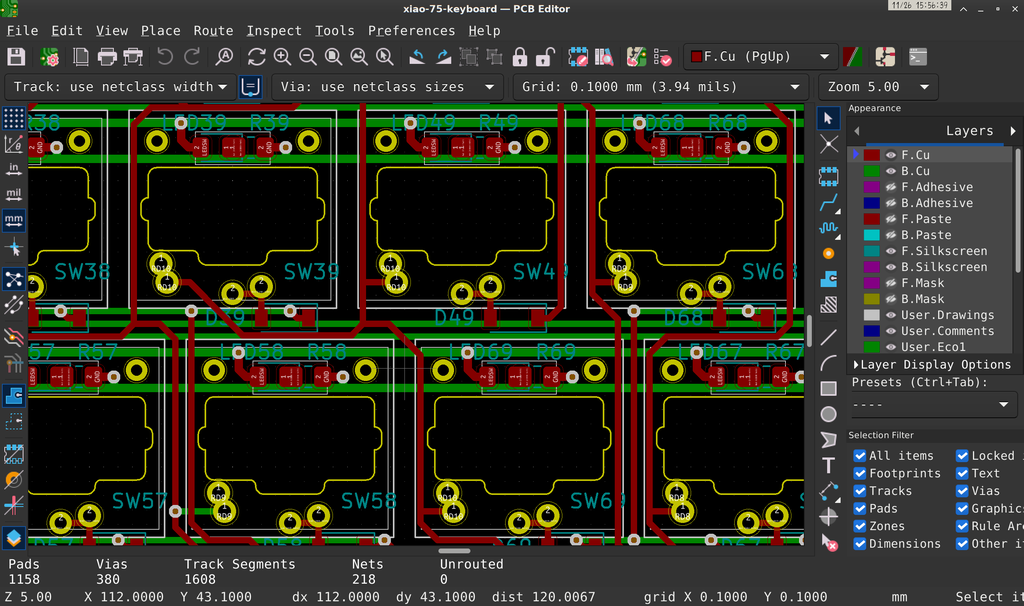 xiao-75-keyboard — PCB Editor
11/26 15:56:39
File Edit View Place Route Inspect Tools Preferences Help
F.Cu (PgUp)
Track: use netclass width
Via: use netclass sizes
Grid: 0.1000 mm (3.94 mils)
Zoom 5.00
Appearance
Layers
F.Cu
B.Cu
F.Adhesive
B.Adhesive
F.Paste
B.Paste
F.Silkscreen
B.Silkscreen
F.Mask
B.Mask
User.Drawings
User.Comments
User.Eco1
Layer Display Options
Presets (Ctrl+Tab):
----
Selection Filter
All items
Locked
Footprints
Text
Tracks
Vias
Pads
Graphics
Zones
Rule Ar
Dimensions
Other i
in
mil
mm
R38 LED39 R39 LED49 R49 LED68 R68
SW38 SW39 SW4 SW6
D39 D49 D68
57 R57 LED58 R58 LED69 R69 LED67 R67
SW57 SW58 SW6
Pads Vias Track Segments Nets Unrouted
1158 380 1608 218 0
Z 5.00 X 112.0000 Y 43.1000 dx 112.0000 dy 43.1000 dist 120.0067 grid X 0.1000 Y 0.1000 mm Select it